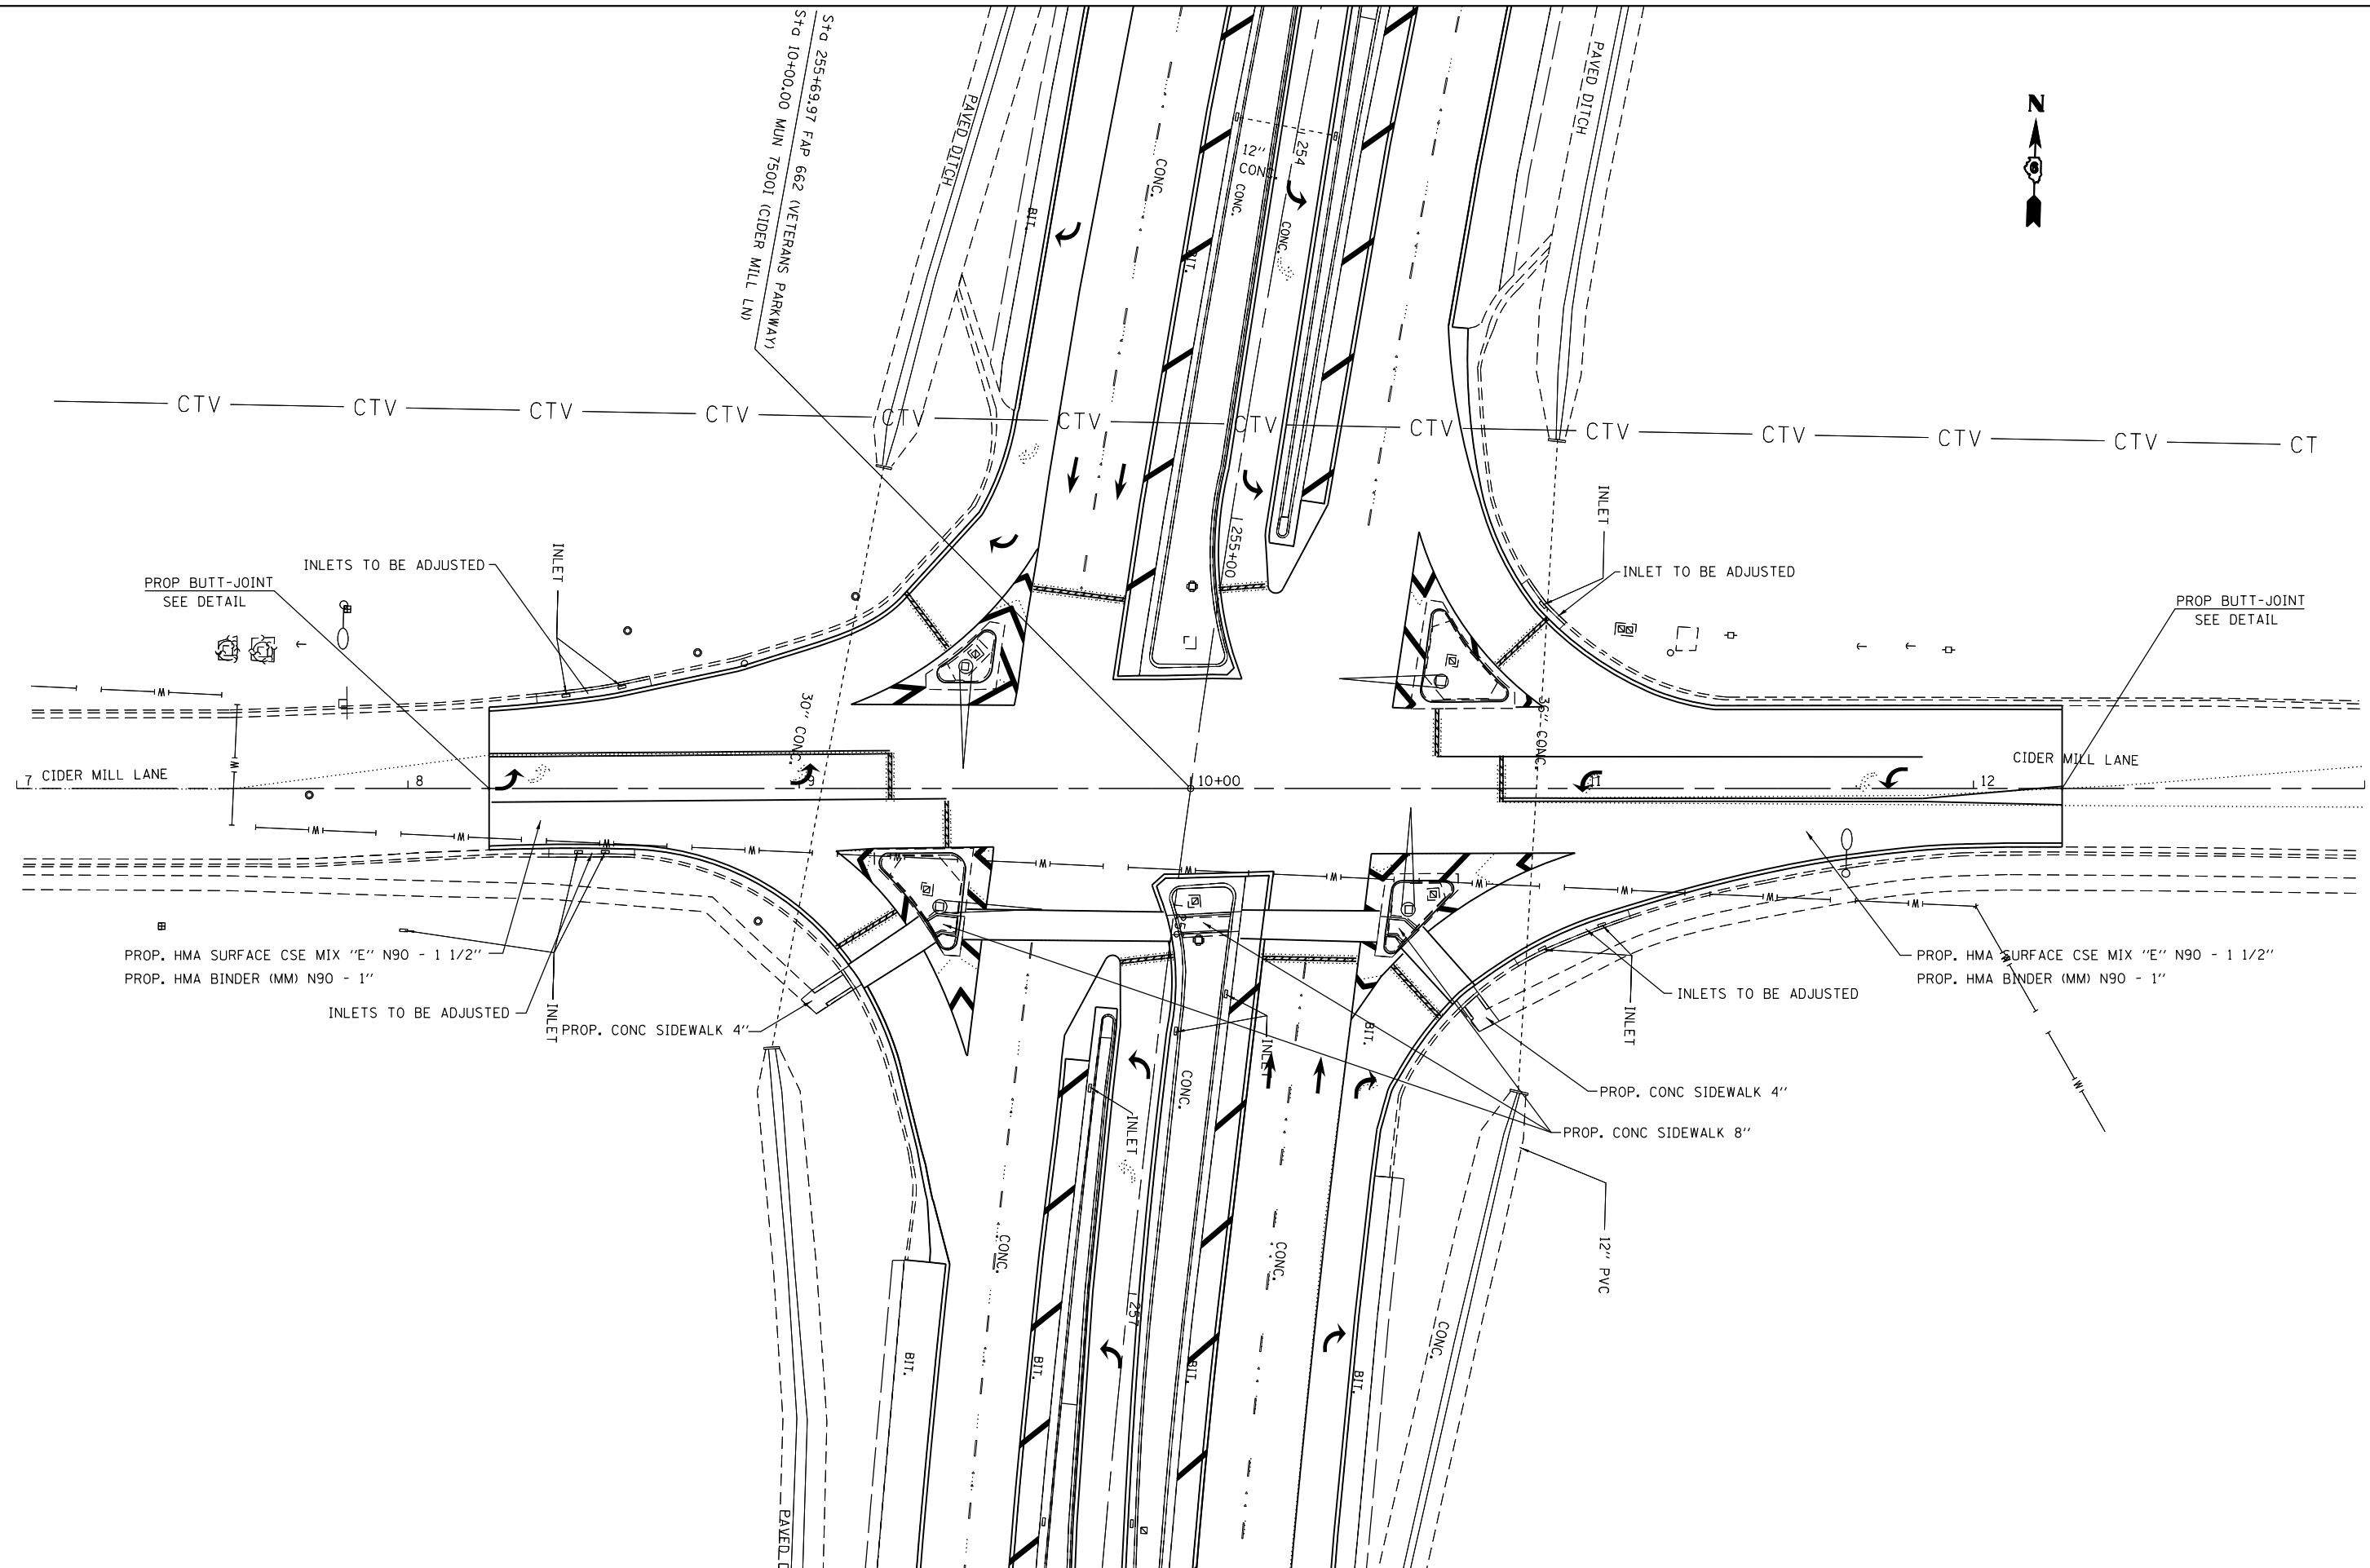 Sta 255+69.97 FAP 662 (VETERANS PARKWAY)
Sta 10+00.00 MUN 7500I (CIDER MILL LN)
PAVED DITCH
CONC.
BIT.
12" CONC.
254
CONC.
CONC.
BIT.
PAVED DITCH
N
6
CTV CTV CTV CTV CTV CTV CTV CTV CTV CTV CTV CTV CT
255+00
INLET
INLET TO BE ADJUSTED
INLETS TO BE ADJUSTED
INLET
PROP BUTT-JOINT
SEE DETAIL
PROP BUTT-JOINT
SEE DETAIL
W
30" CONC.
36" CONC.
W
7 CIDER MILL LANE
8
9
10+00
11
12
CIDER MILL LANE
W W W W W W W W W W W W
256
PROP. HMA SURFACE CSE MIX "E" N90 - 1 1/2"
PROP. HMA BINDER (MM) N90 - 1"
INLETS TO BE ADJUSTED
INLET
PROP. CONC SIDEWALK 4"
PROP. HMA SURFACE CSE MIX "E" N90 - 1 1/2"
PROP. HMA BINDER (MM) N90 - 1"
W
INLETS TO BE ADJUSTED
INLET
INLET
BIT.
CONC.
W
PROP. CONC SIDEWALK 4"
PROP. CONC SIDEWALK 8"
INLET
CONC.
CONC.
12" PVC
257
CONC.
BIT.
BIT.
BIT.
BIT.
PAVED D